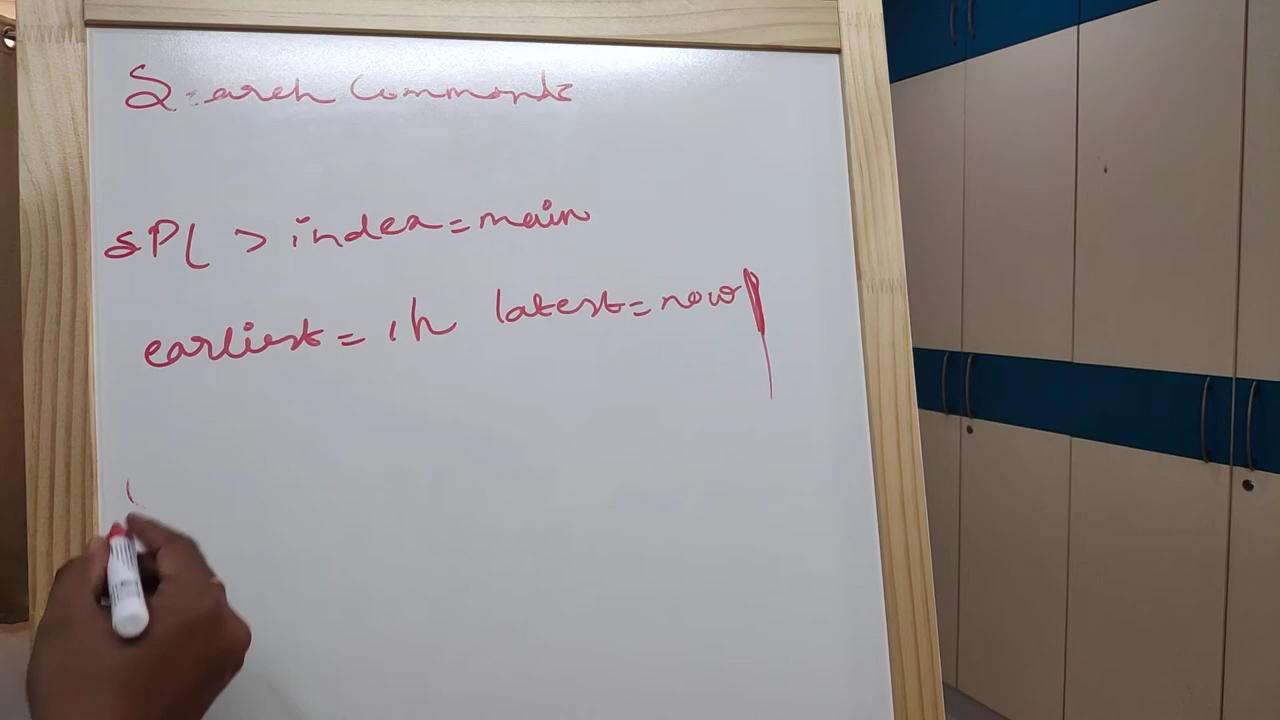 Search Commands
SPL > index=main
earliest = 1h latest=now|